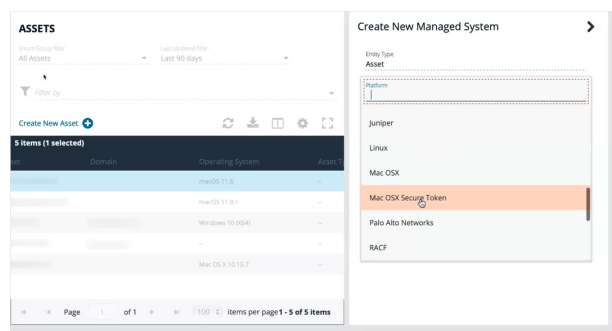 ASSETS
Smart Group filter
Last Updated filter
All Assets
Last 90 days
Filter by
Create New Asset
5 items (1 selected)
Domain
Operating System
Asset Ty
macOS 11.6
macOS 11.0.1
Windows 10 (X64)
--
Mac OS X 10.15.7
Page 1 of 1
100 items per page 1 - 5 of 5 items
Create New Managed System
Entity Type
Asset
Platform
Juniper
Linux
Mac OSX
Mac OSX Secure Token
Palo Alto Networks
RACF